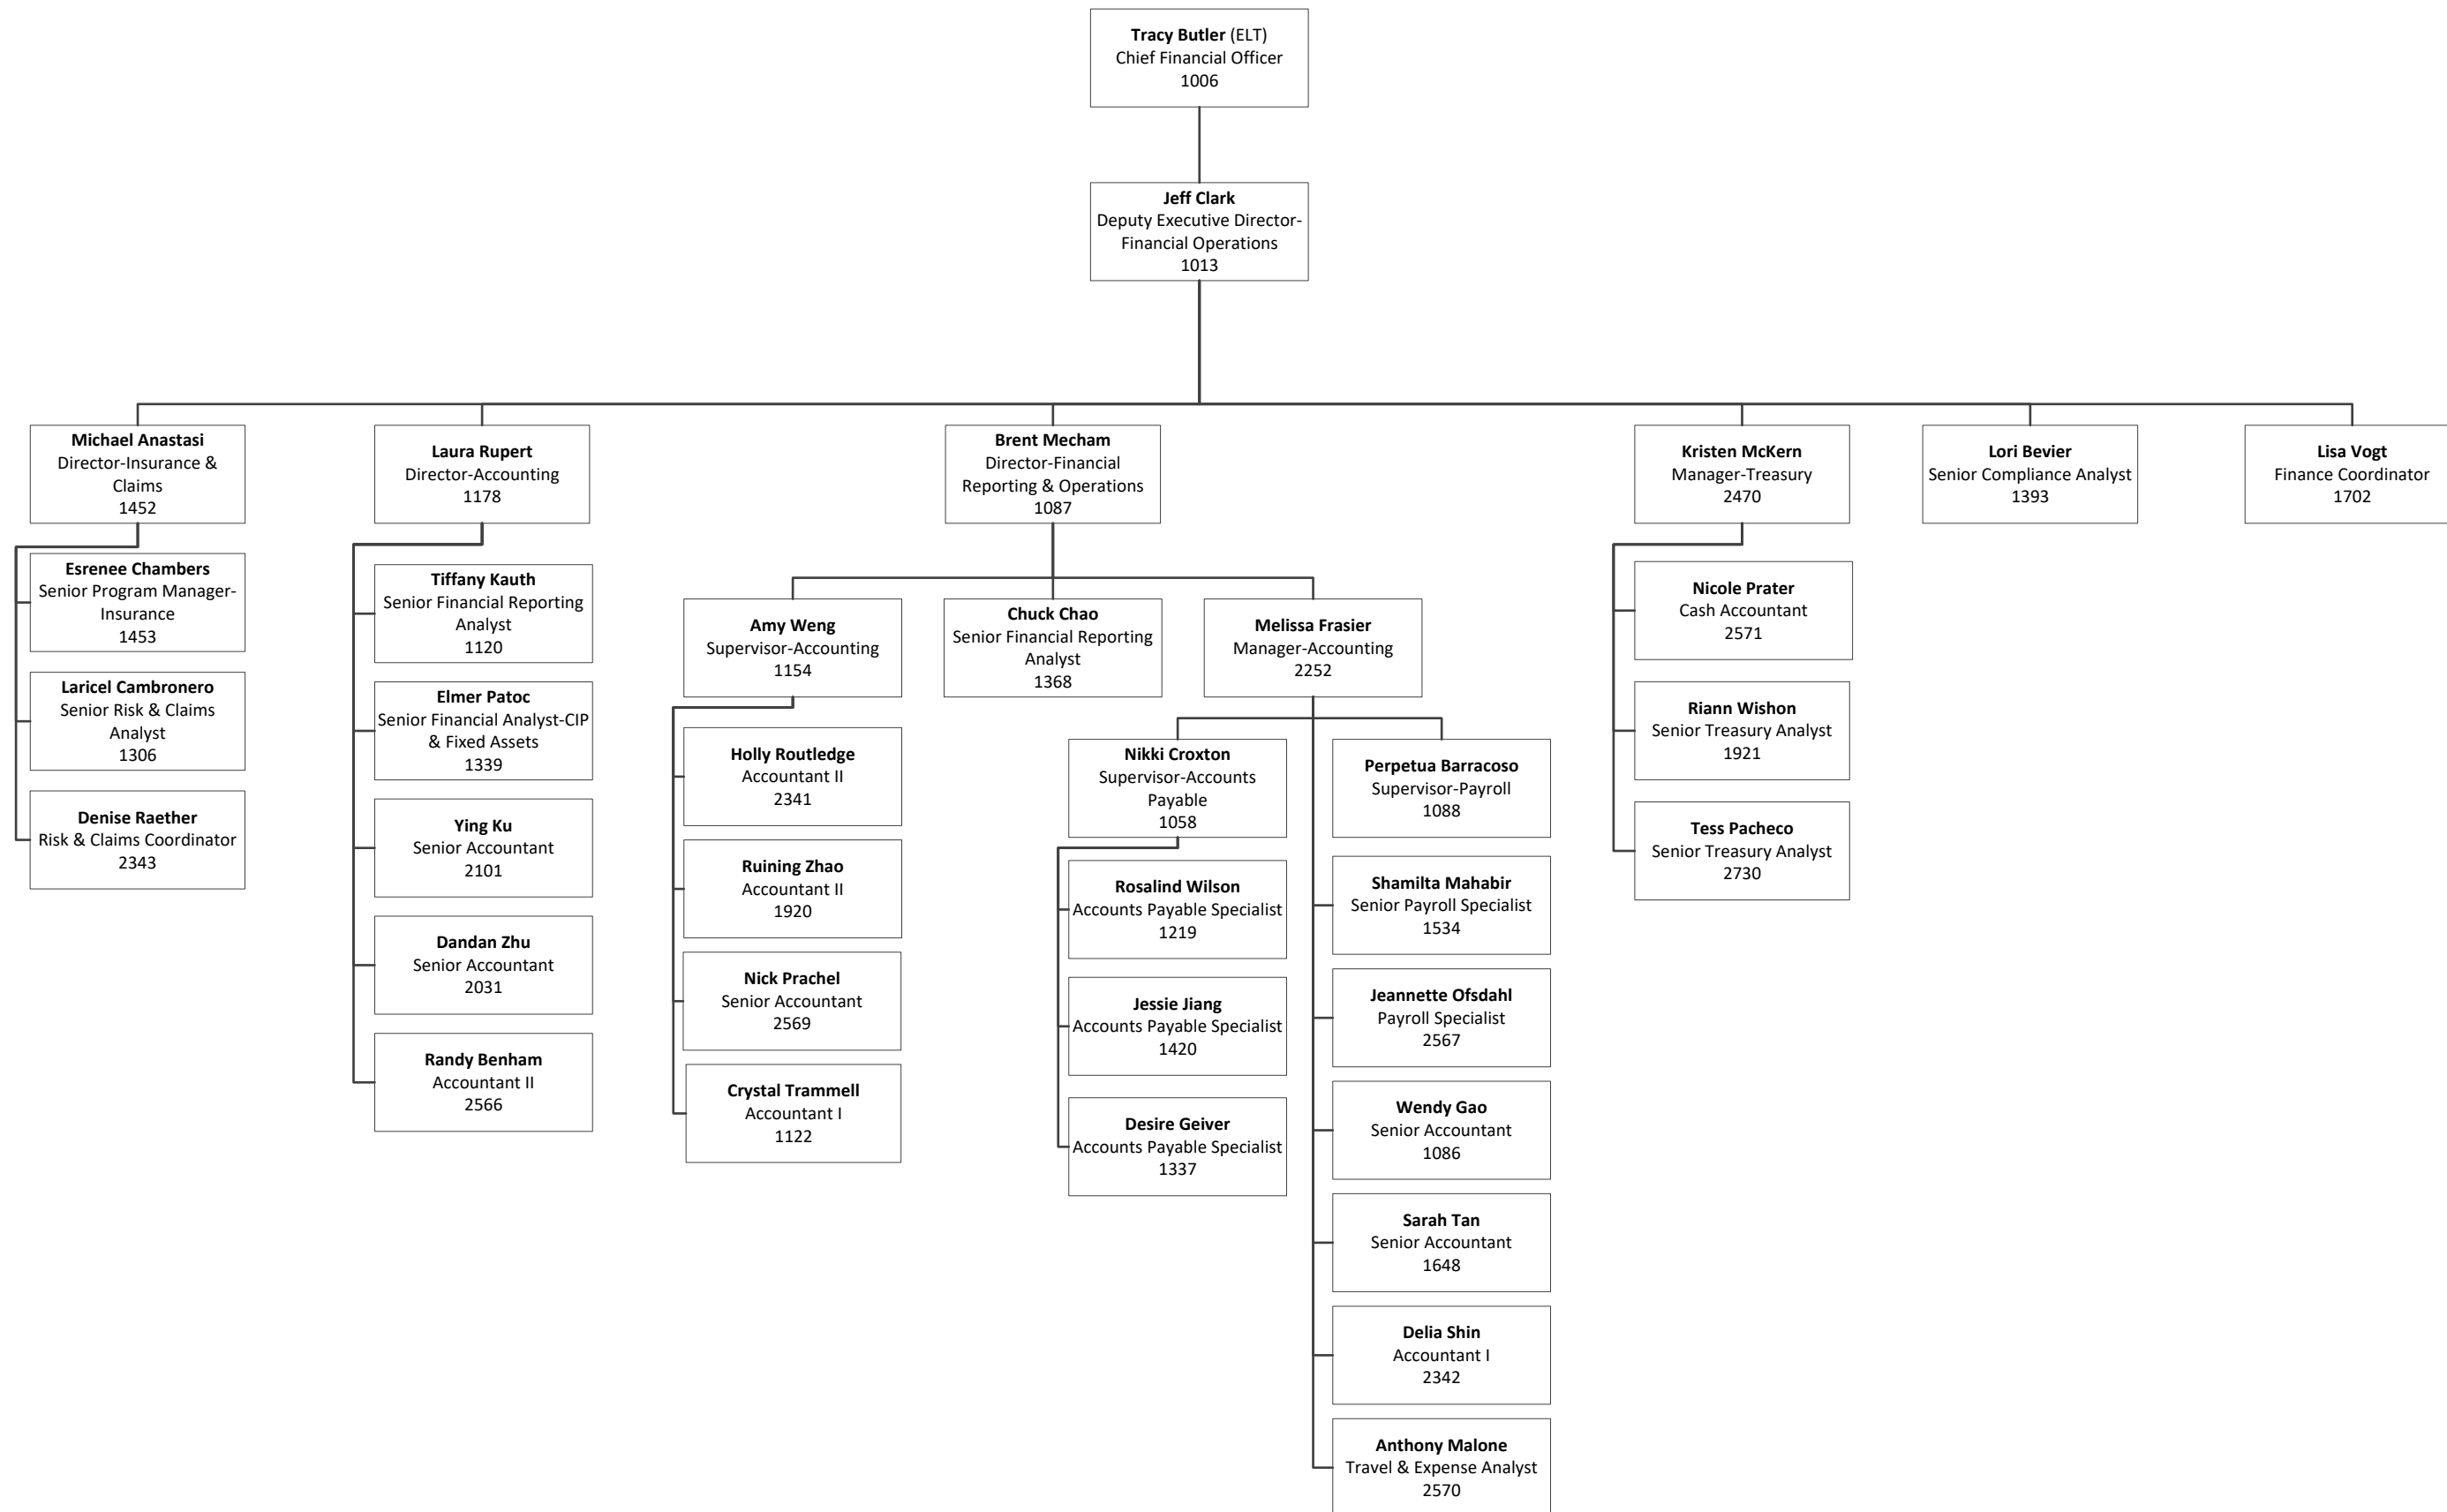 Tracy Butler (ELT)
Chief Financial Officer
1006
Jeff Clark
Deputy Executive Director-
Financial Operations
1013
Michael Anastasi
Director-Insurance &
Claims
1452
Esrenee Chambers
Senior Program Manager-
Insurance
1453
Laricel Cambronero
Senior Risk & Claims
Analyst
1306
Denise Raether
Risk & Claims Coordinator
2343
Laura Rupert
Director-Accounting
1178
Tiffany Kauth
Senior Financial Reporting
Analyst
1120
Elmer Patoc
Senior Financial Analyst-CIP
& Fixed Assets
1339
Ying Ku
Senior Accountant
2101
Dandan Zhu
Senior Accountant
2031
Randy Benham
Accountant II
2566
Brent Mecham
Director-Financial
Reporting & Operations
1087
Amy Weng
Supervisor-Accounting
1154
Holly Routledge
Accountant II
2341
Ruining Zhao
Accountant II
1920
Nick Prachel
Senior Accountant
2569
Crystal Trammell
Accountant I
1122
Chuck Chao
Senior Financial Reporting
Analyst
1368
Melissa Frasier
Manager-Accounting
2252
Nikki Croxton
Supervisor-Accounts
Payable
1058
Rosalind Wilson
Accounts Payable Specialist
1219
Jessie Jiang
Accounts Payable Specialist
1420
Desire Geiver
Accounts Payable Specialist
1337
Perpetua Barracoso
Supervisor-Payroll
1088
Shamilta Mahabir
Senior Payroll Specialist
1534
Jeannette Ofsdahl
Payroll Specialist
2567
Wendy Gao
Senior Accountant
1086
Sarah Tan
Senior Accountant
1648
Delia Shin
Accountant I
2342
Anthony Malone
Travel & Expense Analyst
2570
Kristen McKern
Manager-Treasury
2470
Nicole Prater
Cash Accountant
2571
Riann Wishon
Senior Treasury Analyst
1921
Tess Pacheco
Senior Treasury Analyst
2730
Lori Bevier
Senior Compliance Analyst
1393
Lisa Vogt
Finance Coordinator
1702